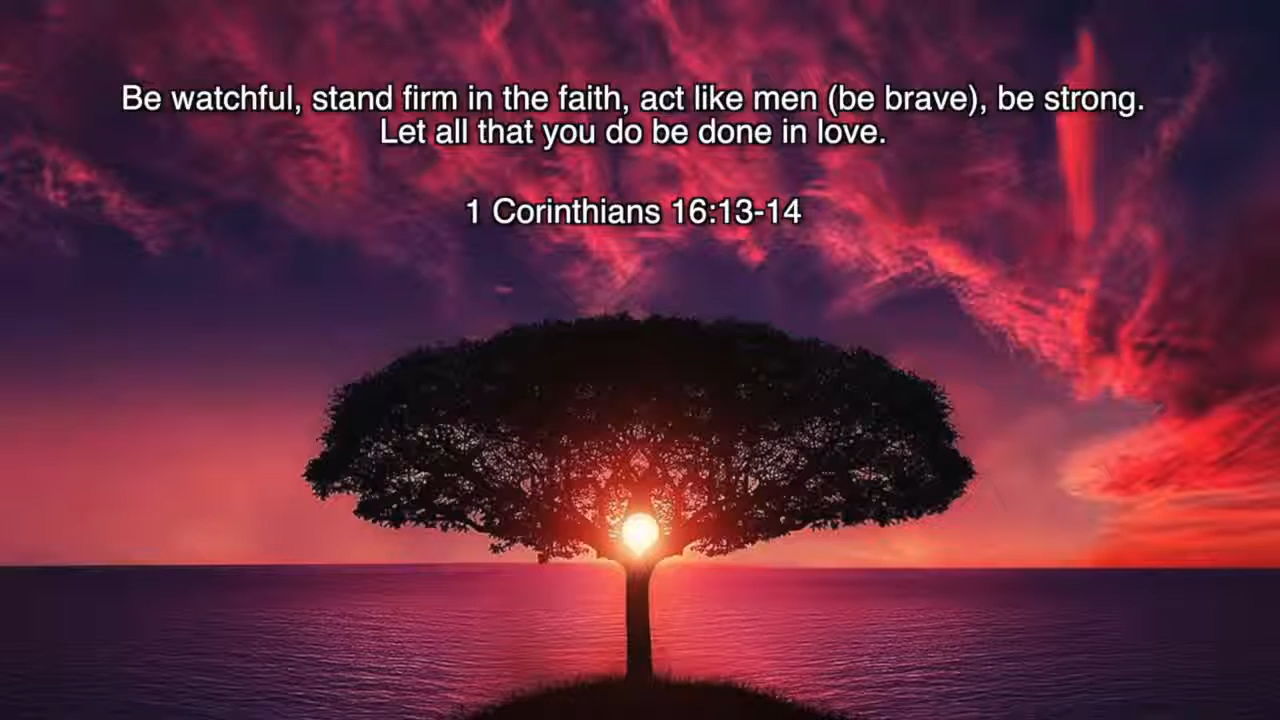 Be watchful, stand firm in the faith, act like men (be brave), be strong.
Let all that you do be done in love.
1 Corinthians 16:13-14